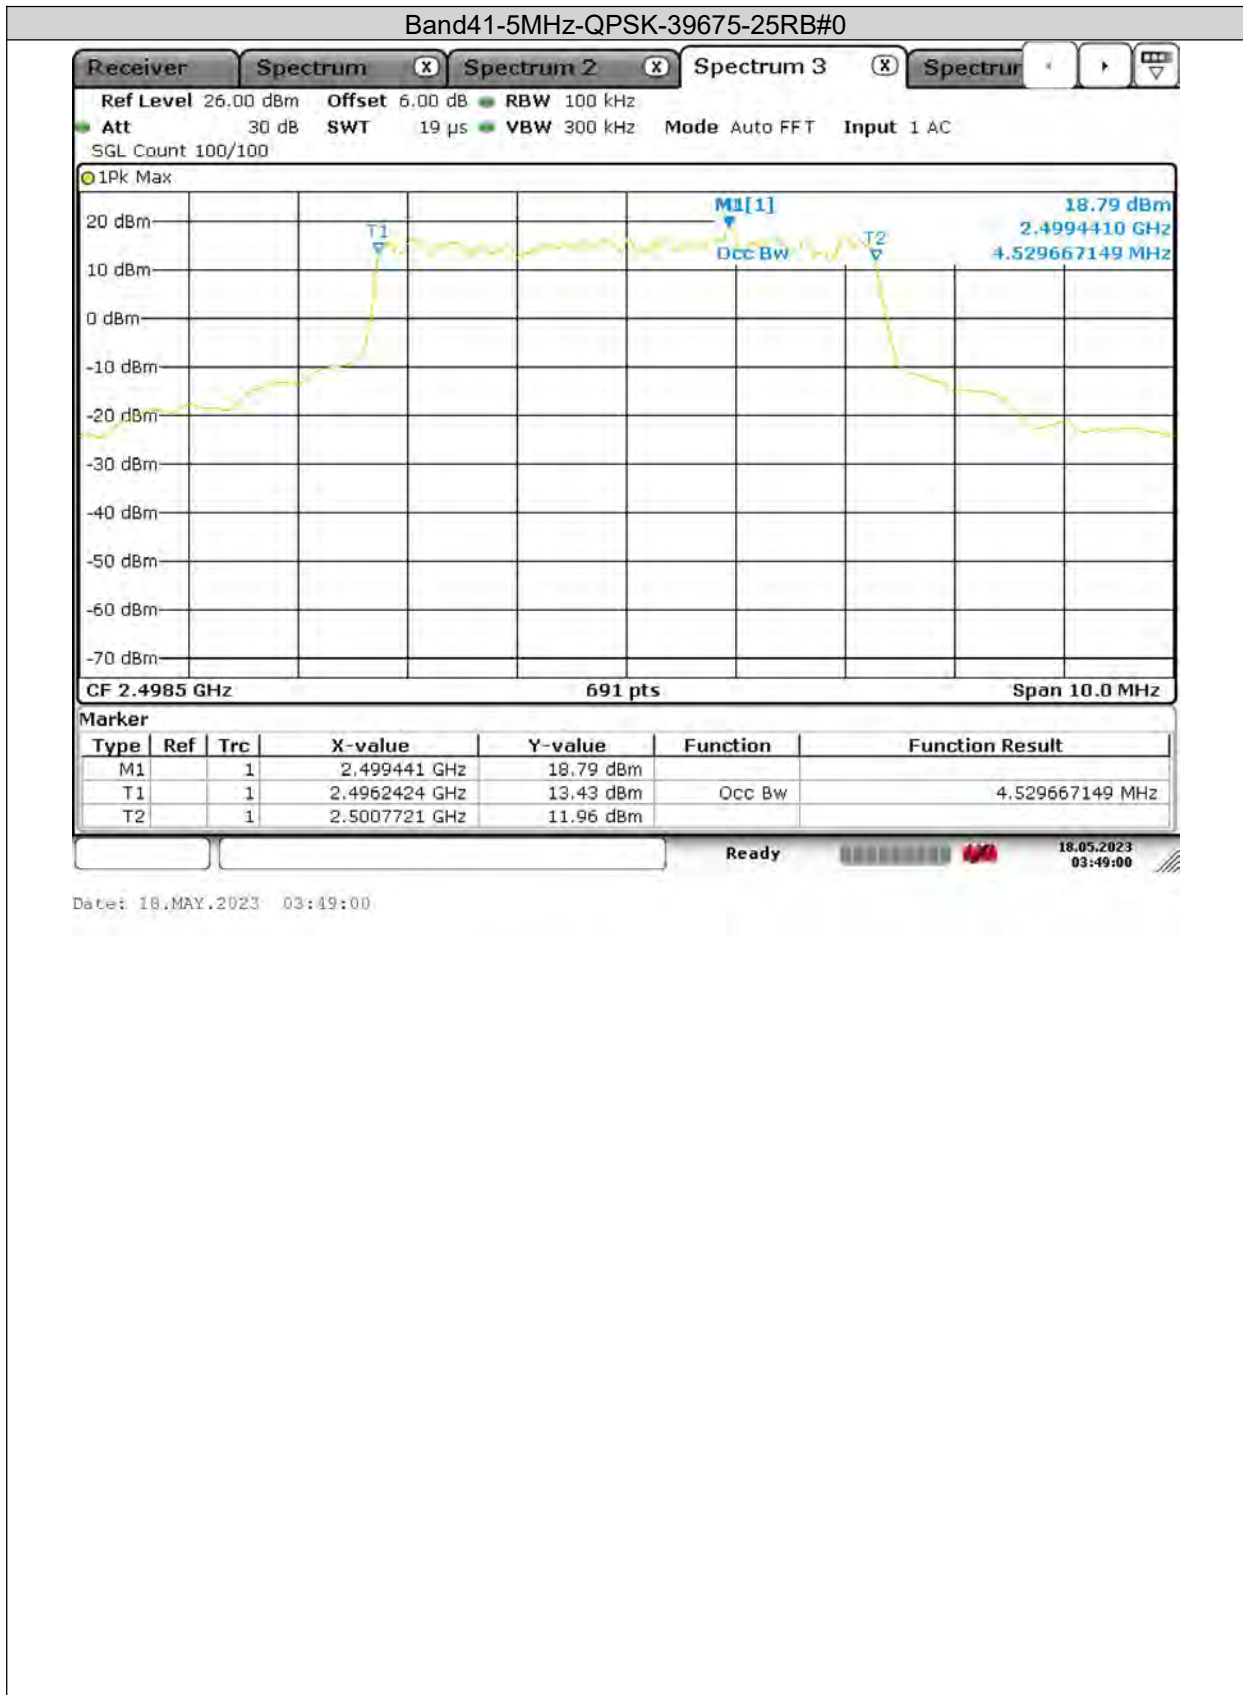 Band41-5MHz-QPSK-39675-25RB#0
Receiver Spectrum X Spectrum 2 X Spectrum 3 X Spectrur
Ref Level 26.00 dBm Offset 6.00 dB RBW 100 kHz
Att 30 dB SWT 19 µs VBW 300 kHz Mode Auto FFT Input 1 AC
SGL Count 100/100
1Pk Max
M1[1] 18.79 dBm
2.4994410 GHz
Occ Bw 4.529667149 MHz
T1 T2
20 dBm
10 dBm
0 dBm
-10 dBm
-20 dBm
-30 dBm
-40 dBm
-50 dBm
-60 dBm
-70 dBm
CF 2.4985 GHz 691 pts Span 10.0 MHz
Marker
Type Ref Trc X-value Y-value Function Function Result
M1 1 2.499441 GHz 18.79 dBm
T1 1 2.4962424 GHz 13.43 dBm Occ Bw 4.529667149 MHz
T2 1 2.5007721 GHz 11.96 dBm
Ready 18.05.2023
03:49:00
Date: 18.MAY.2023 03:49:00